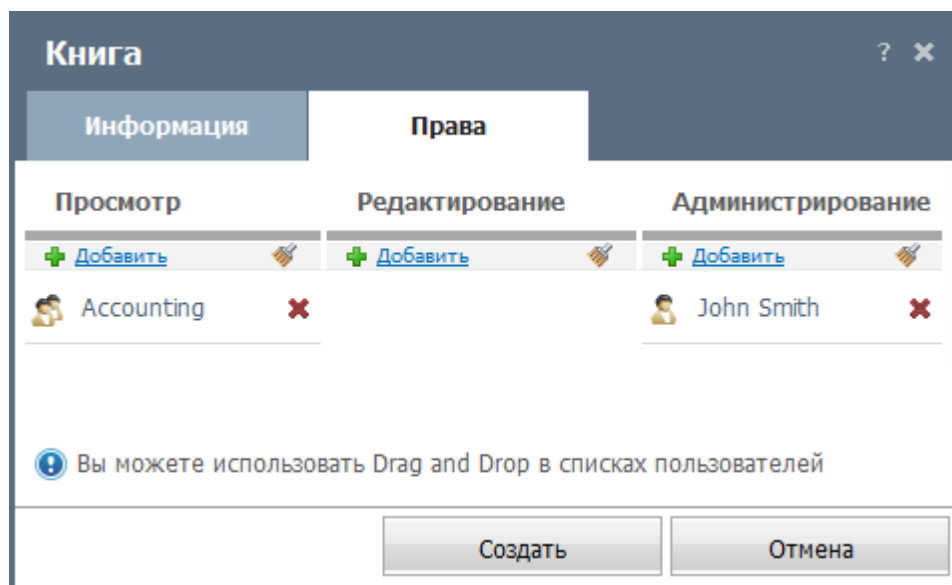 Книга ?
Информация Права
Просмотр Редактирование Администрирование
Добавить Добавить Добавить
Accounting John Smith
Вы можете использовать Drag and Drop в списках пользователей
Создать Отмена